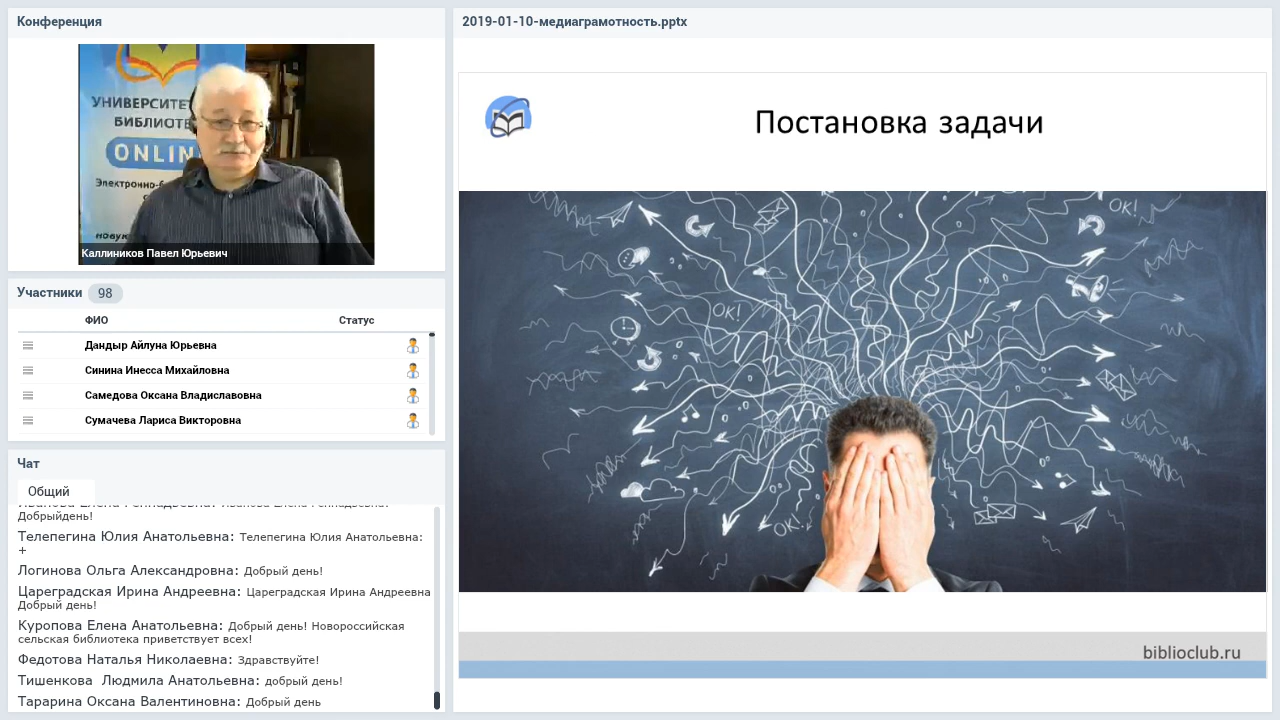 Конференция
УНИВЕРСИТЕ
БИБЛИОТЕ
ONLIN
Каллиников Павел Юрьевич
Участники 98
ФИО Статус
Дандыр Айлуна Юрьевна
Синина Инесса Михайловна
Самедова Оксана Владиславовна
Сумачева Лариса Викторовна
Чат
Общий
Добрыйдень!
Телепегина Юлия Анатольевна: Телепегина Юлия Анатольевна:
+
Логинова Ольга Александровна: Добрый день!
Цареградская Ирина Андреевна: Цареградская Ирина Андреевна
Добрый день!
Куропова Елена Анатольевна: Добрый день! Новороссийская
сельская библиотека приветствует всех!
Федотова Наталья Николаевна: Здравствуйте!
Тишенкова Людмила Анатольевна: добрый день!
Тарарина Оксана Валентиновна: Добрый день
2019-01-10-медиаграмотность.pptx
Постановка задачи
OK!
OK!
OK!
biblioclub.ru